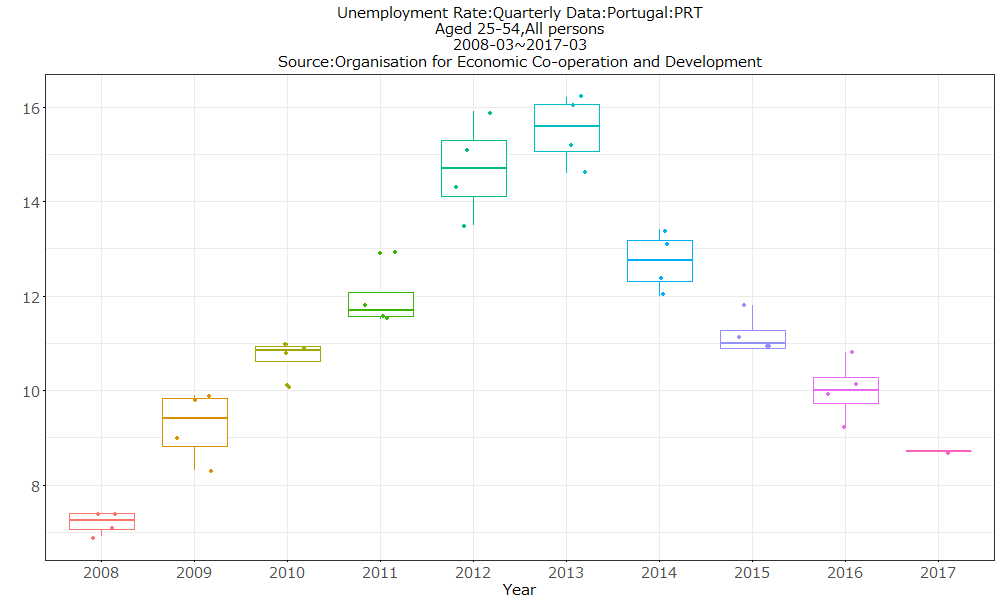 Unemployment Rate:Quarterly Data:Portugal:PRT
Aged 25-54,All persons
2008-03~2017-03
Source:Organisation for Economic Co-operation and Development
16
14
12
10
8
2008 2009 2010 2011 2012 2013 2014 2015 2016 2017
Year